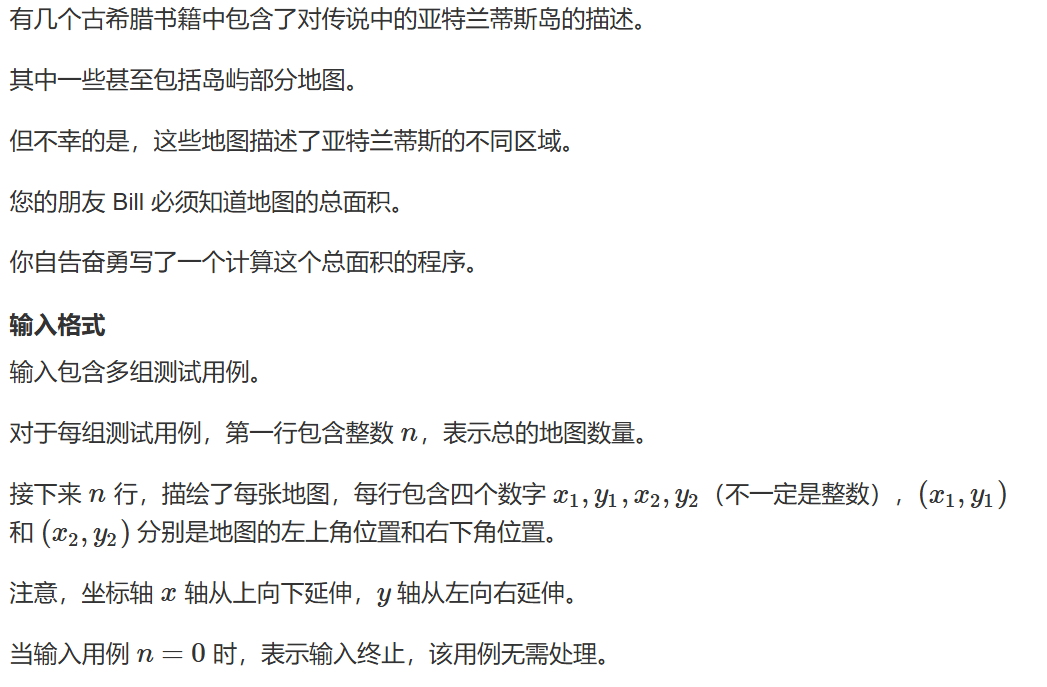 有几个古希腊书籍中包含了对传说中的亚特兰蒂斯岛的描述。
其中一些甚至包括岛屿部分地图。
但不幸的是，这些地图描述了亚特兰蒂斯的不同区域。
您的朋友 Bill 必须知道地图的总面积。
你自告奋勇写了一个计算这个总面积的程序。
输入格式
输入包含多组测试用例。
对于每组测试用例，第一行包含整数 n，表示总的地图数量。
接下来 n 行，描绘了每张地图，每行包含四个数字 x₁, y₁, x₂, y₂（不一定是整数），(x₁, y₁)
和 (x₂, y₂) 分别是地图的左上角位置和右下角位置。
注意，坐标轴 x 轴从上向下延伸，y 轴从左向右延伸。
当输入用例 n = 0 时，表示输入终止，该用例无需处理。